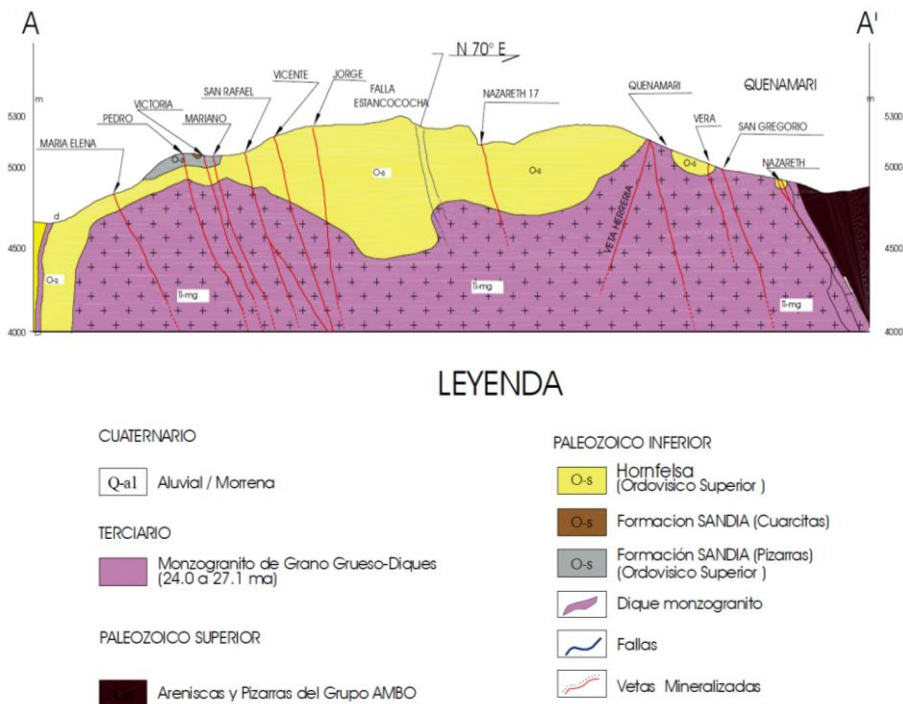 A
A'
N 70° E
QUENAMARI
VICENTE
JORGE
FALLA
ESTANCOCOCHA
SAN RAFAEL
VICTORIA
PEDRO
MARIANO
MARIA ELENA
NAZARETH 17
QUENAMARI
VERA
SAN GREGORIO
NAZARETH
m
5300
5000
4500
4000
m
5300
5000
4500
4000
d
O-s
O-s
O-s
O-s
O-s
VETA HERRERIA
Ti-mg
Ti-mg
Ti-mg
LEYENDA
CUATERNARIO
Q-al Aluvial / Morrena
TERCIARIO
Monzogranito de Grano Grueso-Diques
(24.0 a 27.1 ma)
PALEOZOICO SUPERIOR
Areniscas y Pizarras del Grupo AMBO
PALEOZOICO INFERIOR
O-s Hornfelsa
(Ordovisico Superior )
O-s Formacion SANDIA (Cuarcitas)
O-s Formación SANDIA (Pizarras)
(Ordovisico Superior )
Dique monzogranito
Fallas
Vetas Mineralizadas